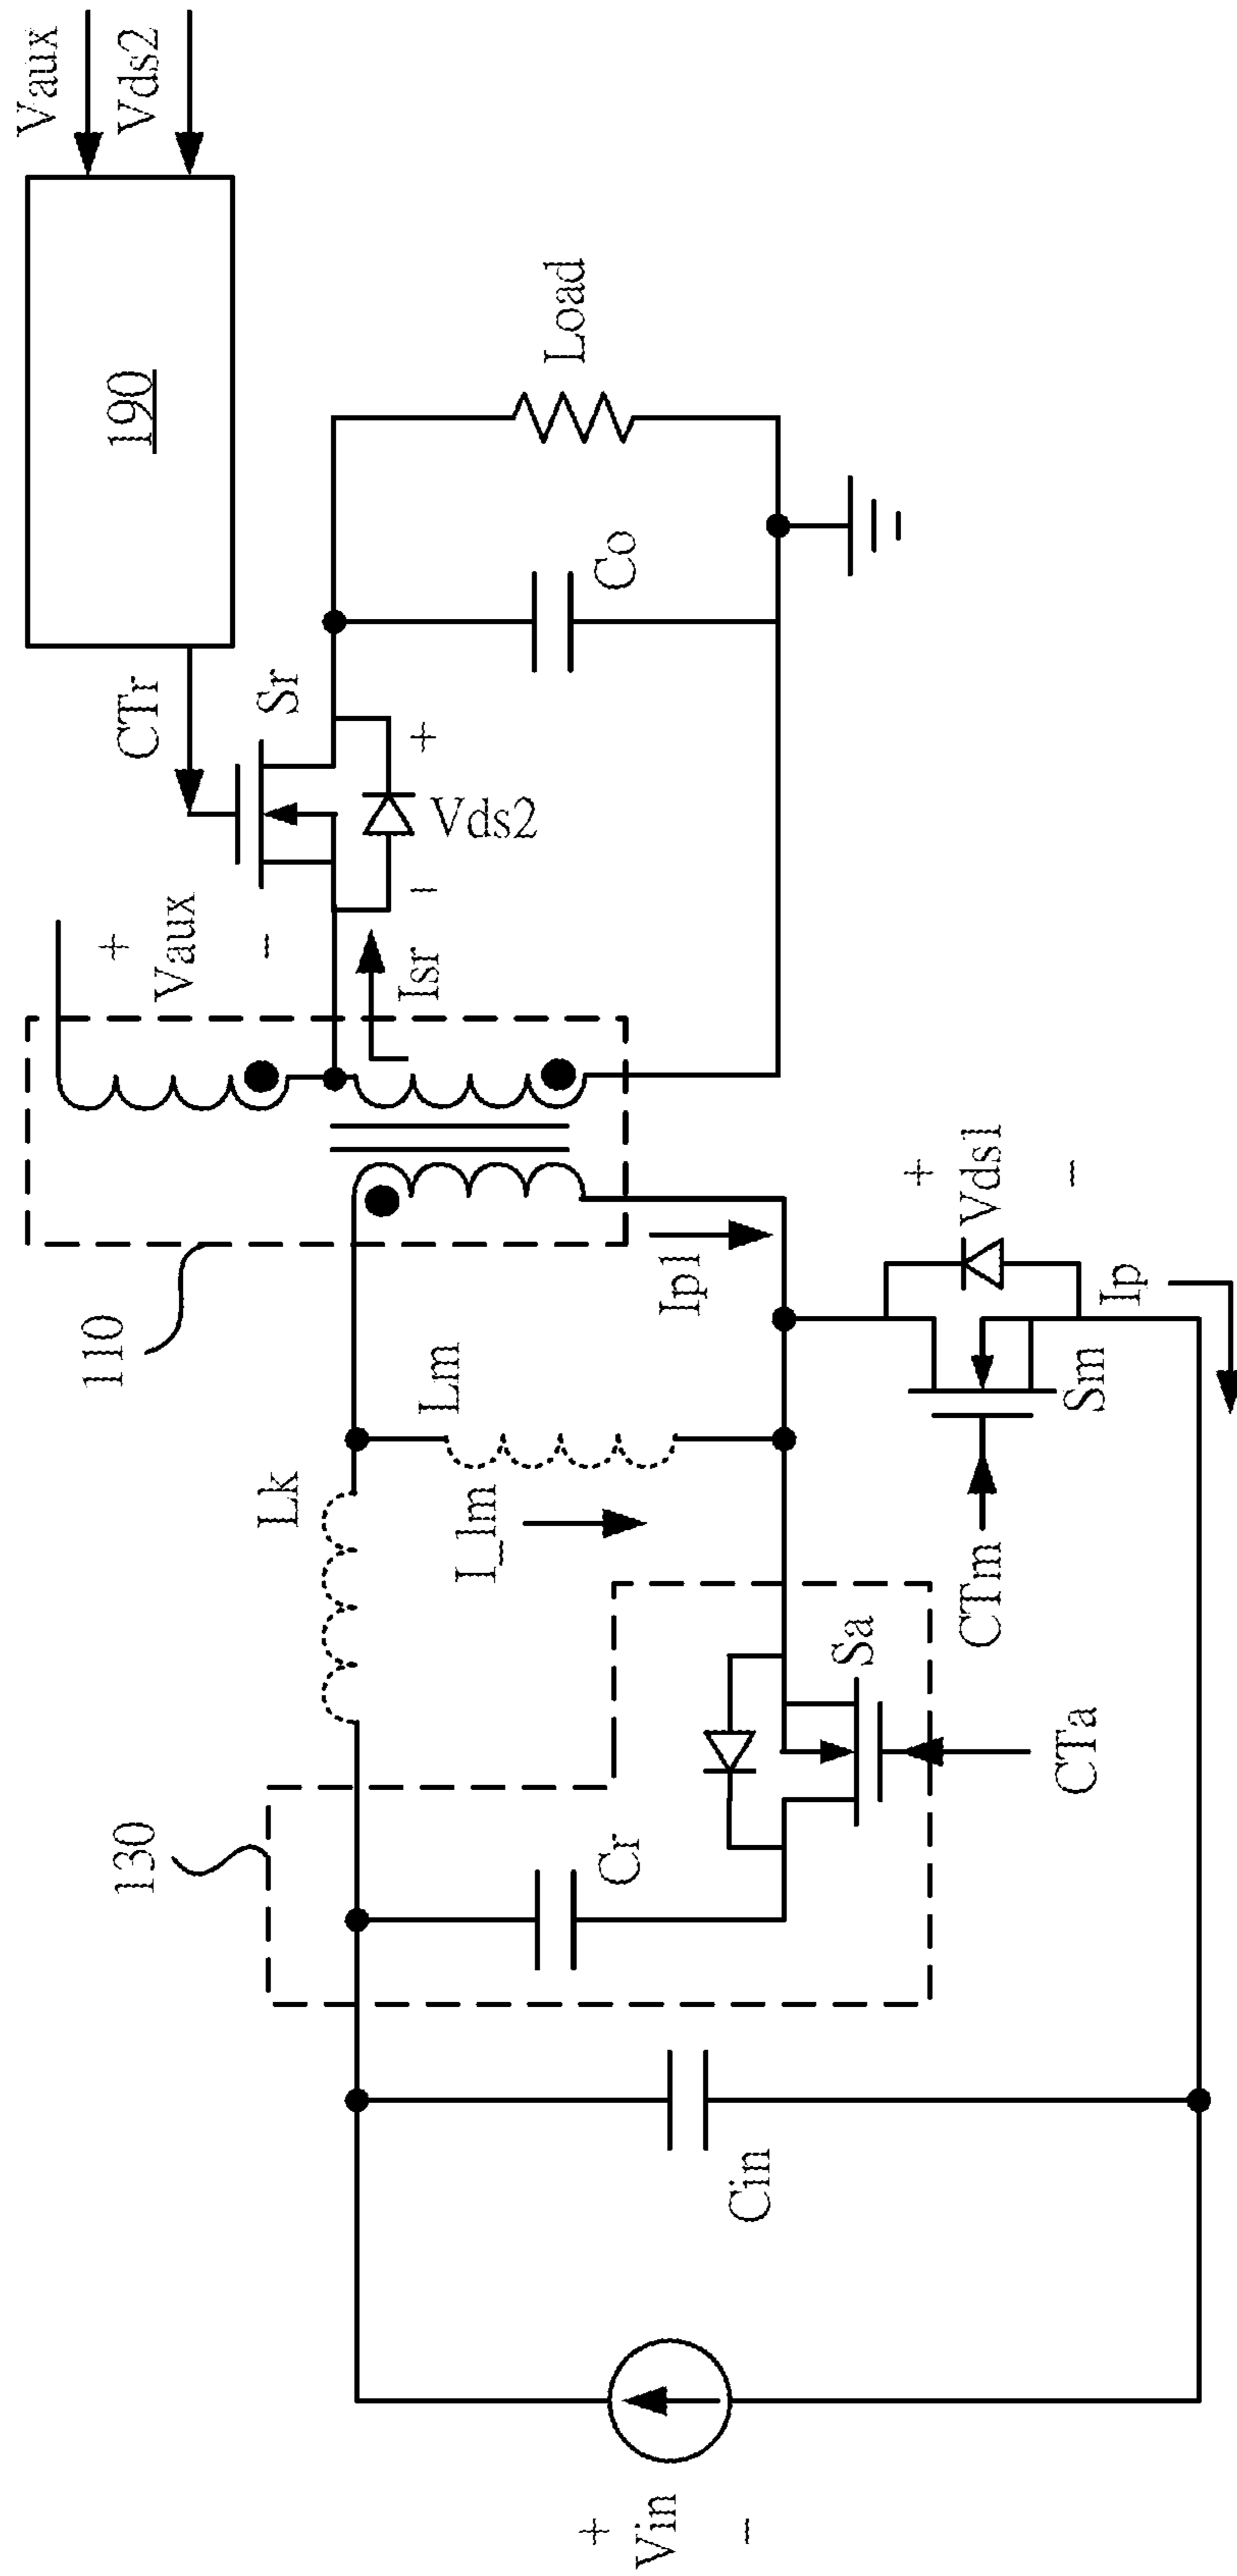 Vaux
Vds2
190
CTr
Sr
+
Vaux
−
Load
Co
+
Vds2
−
Isr
110
Ip1
+
Vds1
−
Ip
Sm
CTm
Lm
I_lm
Lk
130
Sa
CTa
Cr
Cin
+
Vin
−